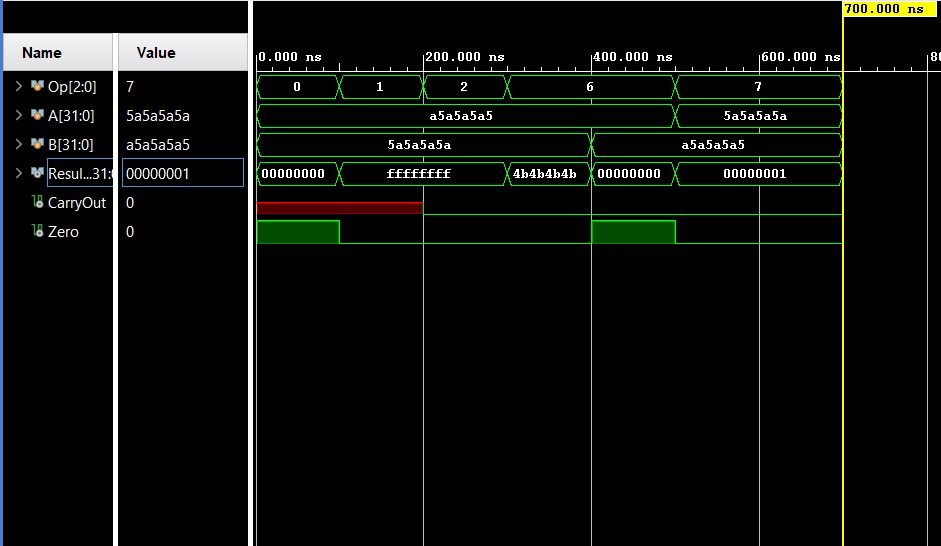 700.000 ns
Name Value
0.000 ns 200.000 ns 400.000 ns 600.000 ns 80
Op[2:0] 7 0 1 2 6 7
A[31:0] 5a5a5a5a a5a5a5a5 5a5a5a5a
B[31:0] a5a5a5a5 5a5a5a5a a5a5a5a5
Resul...31:0 00000001 00000000 ffffffff 4b4b4b4b 00000000 00000001
CarryOut 0
Zero 0